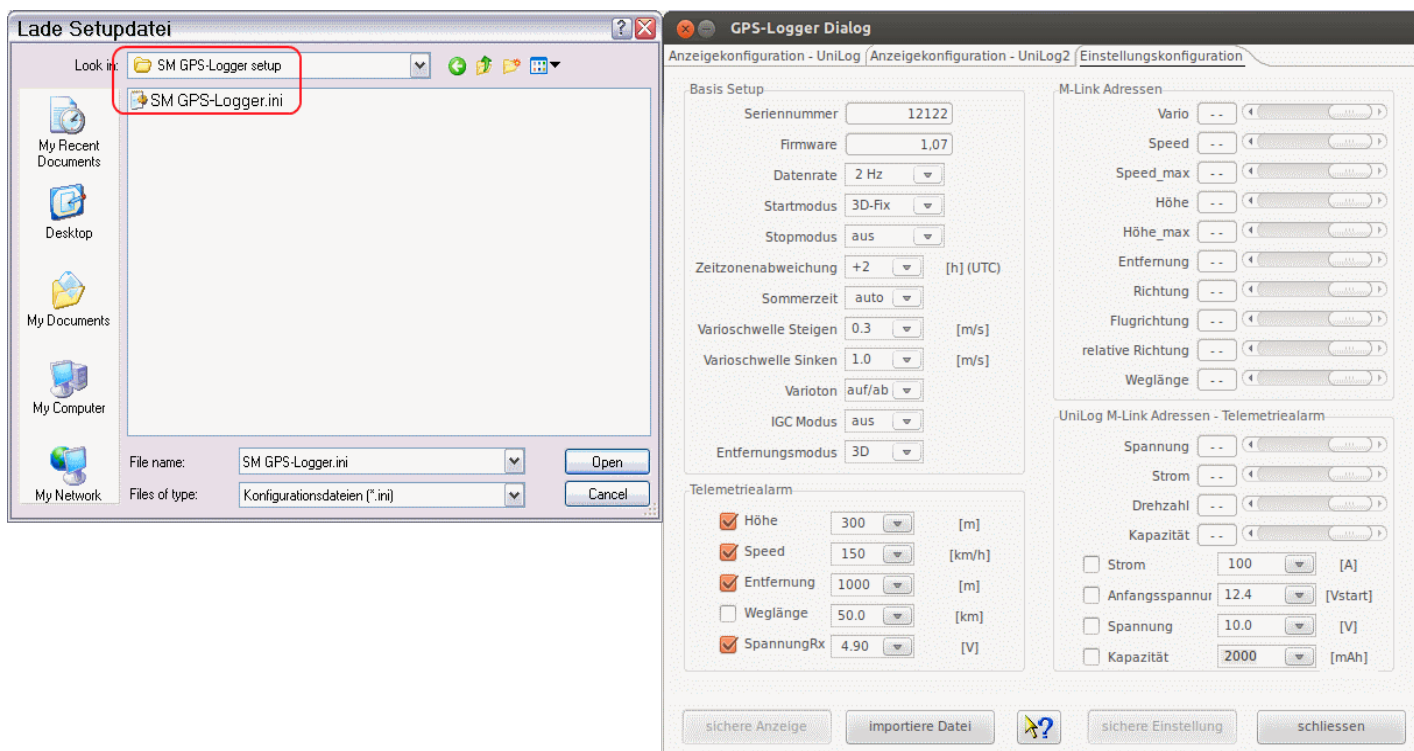 Lade Setupdatei
Look in: SM GPS-Logger setup
SM GPS-Logger.ini
My Recent
Documents
Desktop
My Documents
My Computer
My Network
File name: SM GPS-Logger.ini Open
Files of type: Konfigurationsdateien (*.ini) Cancel
GPS-Logger Dialog
Anzeigekonfiguration - UniLog Anzeigekonfiguration - UniLog2 Einstellungskonfiguration
Basis Setup
Seriennummer 12122
Firmware 1,07
Datenrate 2 Hz
Startmodus 3D-Fix
Stopmodus aus
Zeitzonenabweichung +2 [h] (UTC)
Sommerzeit auto
Varioschwelle Steigen 0.3 [m/s]
Varioschwelle Sinken 1.0 [m/s]
Varioton auf/ab
IGC Modus aus
Entfernungsmodus 3D
Telemetriealarm
Höhe 300 [m]
Speed 150 [km/h]
Entfernung 1000 [m]
Weglänge 50.0 [km]
SpannungRx 4.90 [V]
M-Link Adressen
Vario - -
Speed - -
Speed_max - -
Höhe - -
Höhe_max - -
Entfernung - -
Richtung - -
Flugrichtung - -
relative Richtung - -
Weglänge - -
UniLog M-Link Adressen - Telemetriealarm
Spannung - -
Strom - -
Drehzahl - -
Kapazität - -
Strom 100 [A]
Anfangsspannur 12.4 [Vstart]
Spannung 10.0 [V]
Kapazität 2000 [mAh]
sichere Anzeige importiere Datei sichere Einstellung schliessen